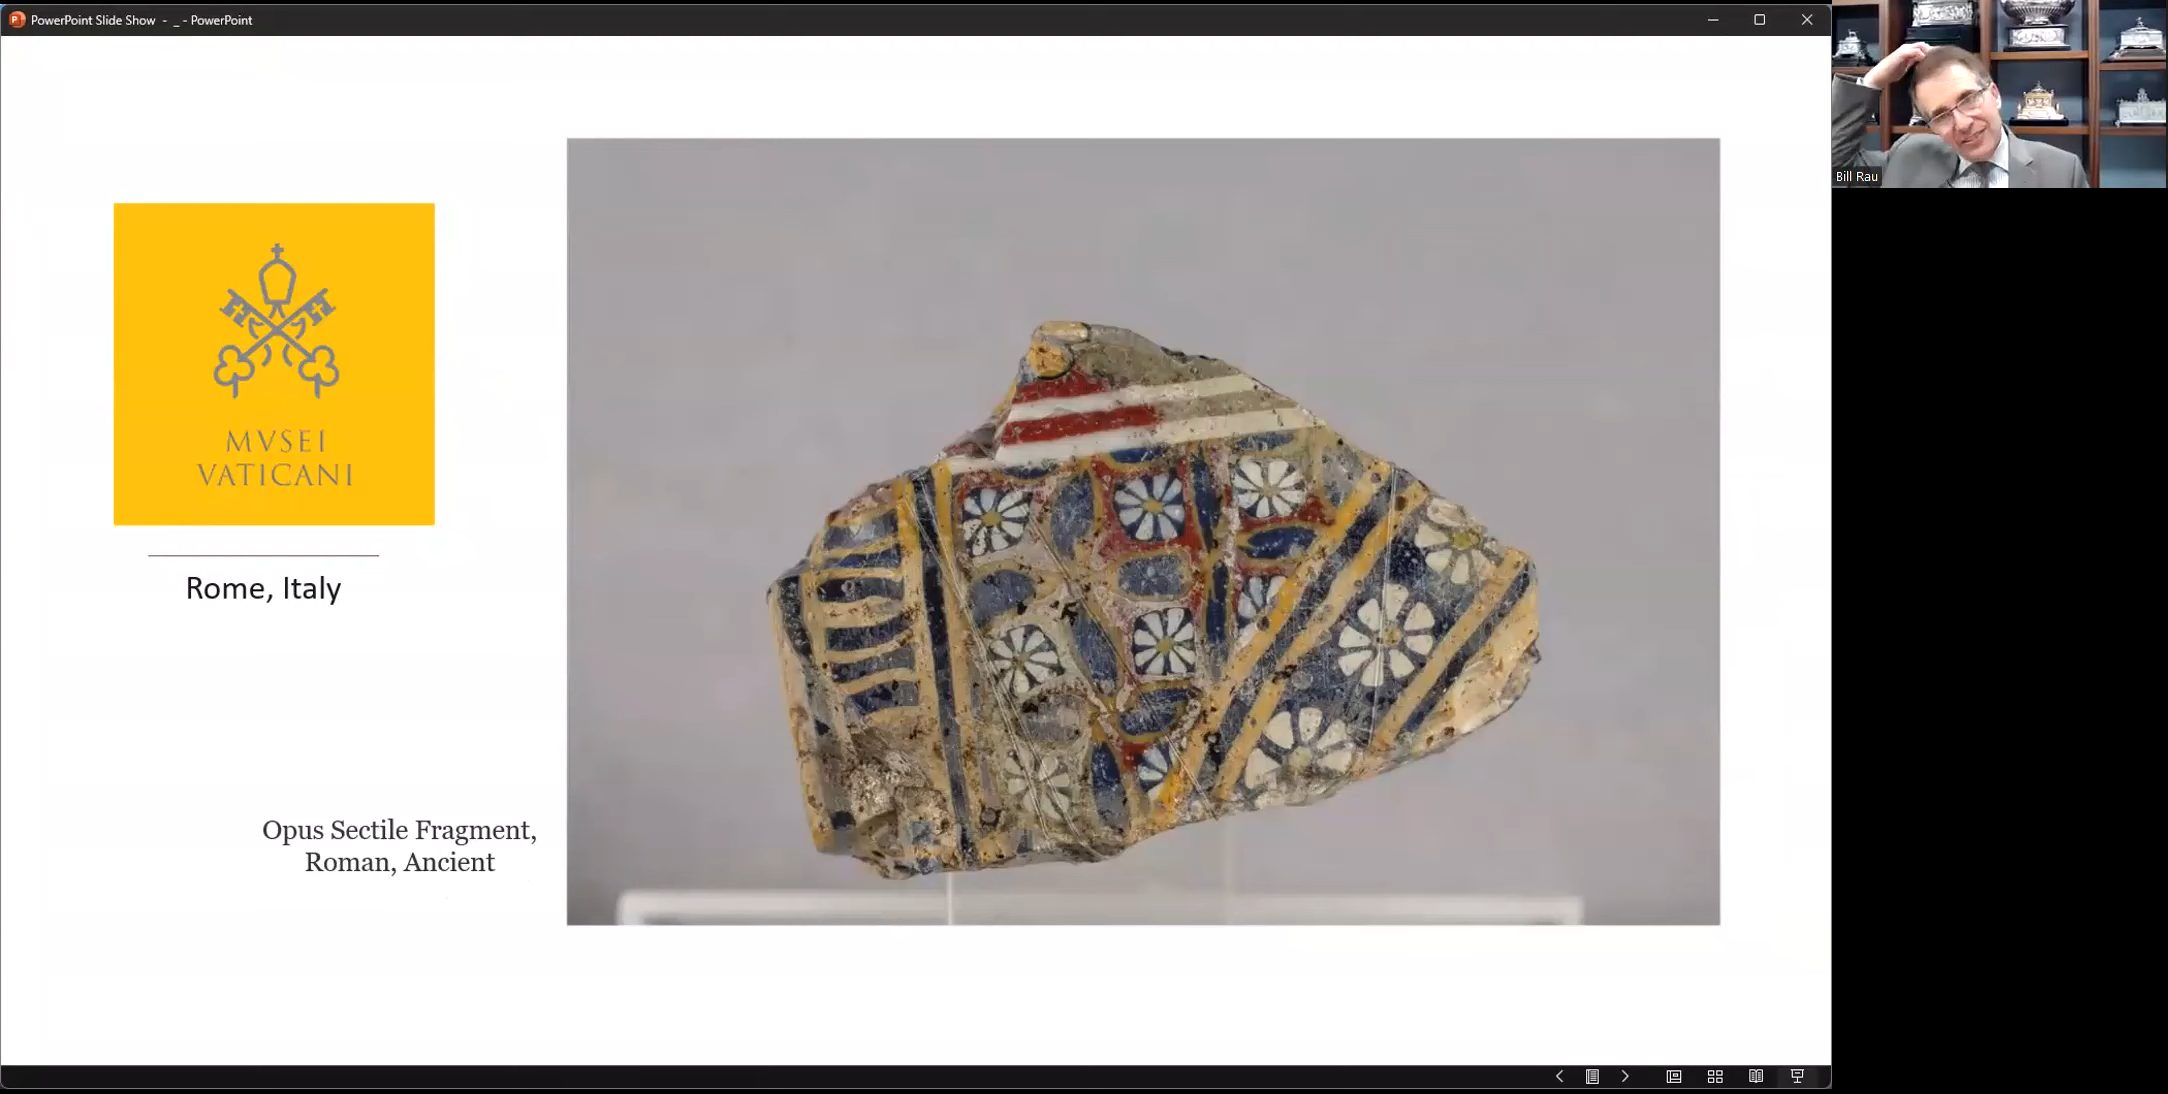 PowerPoint Slide Show - _ - PowerPoint
Bill Rau
MVSEI
VATICANI
Rome, Italy
Opus Sectile Fragment,
Roman, Ancient